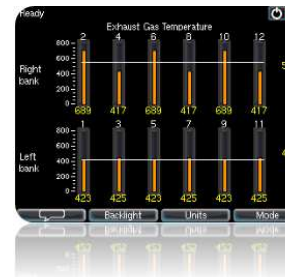 Ready
Exhaust Gas Temperature
2 4 6 8 10 12
800
600
400
200
0
Right bank
689 417 689 417 689 417
1 3 5 7 9 11
800
600
400
200
0
Left bank
423 425 423 425 423 425
Backlight Units Mode